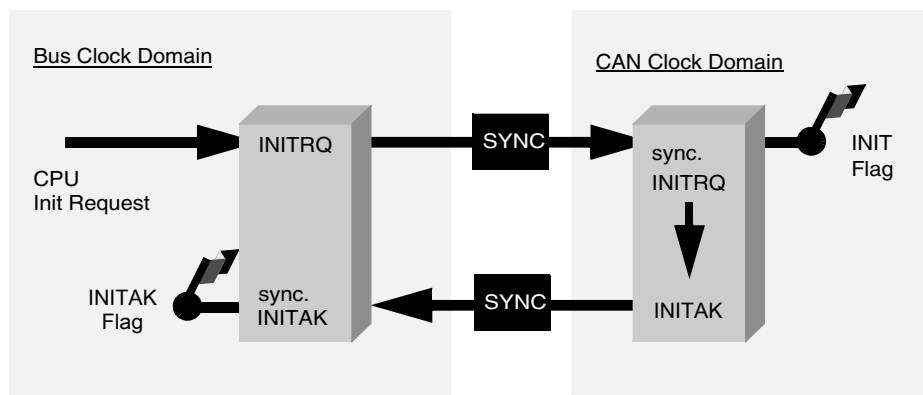 Bus Clock Domain
CAN Clock Domain
INITRQ
SYNC
sync.
INITRQ
INIT
Flag
CPU
Init Request
INITAK
Flag
sync.
INITAK
SYNC
INITAK